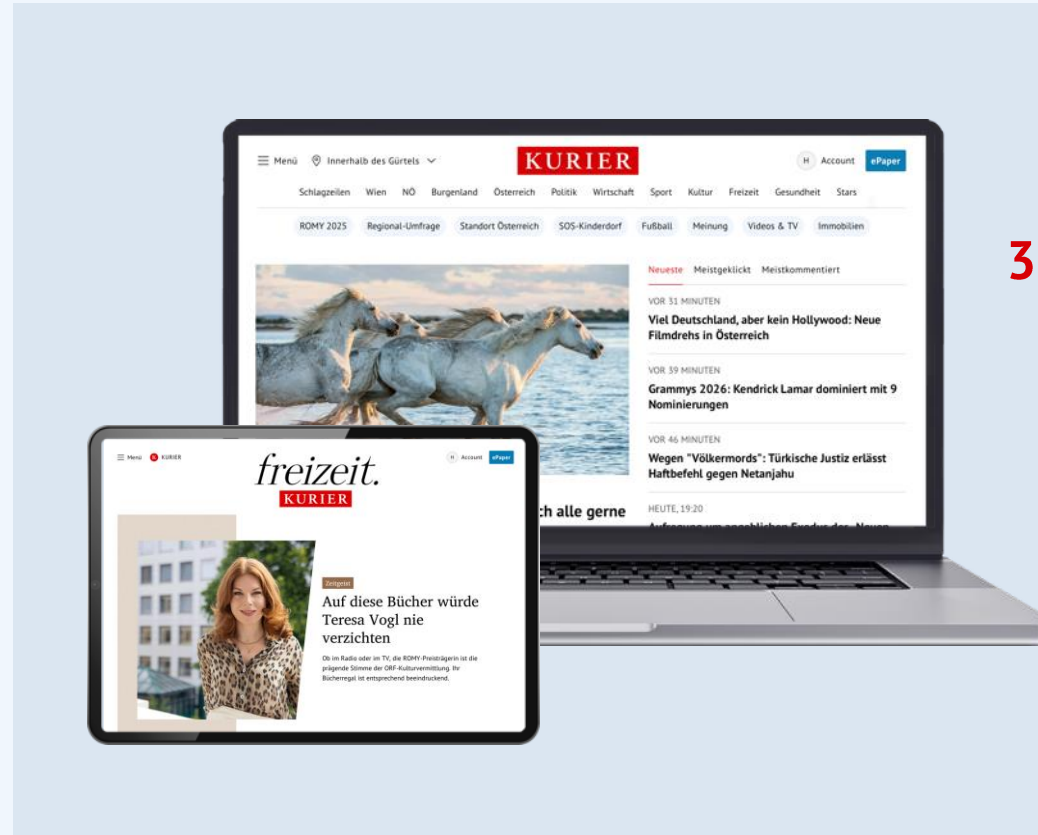 Menü
Innerhalb des Gürtels
KURIER
H Account
ePaper
Schlagzeilen Wien NÖ Burgenland Österreich Politik Wirtschaft Sport Kultur Freizeit Gesundheit Stars
ROMY 2025 Regional-Umfrage Standort Österreich SOS-Kinderdorf Fußball Meinung Videos & TV Immobilien
Neueste Meistgeklickt Meistkommentiert
VOR 31 MINUTEN
Viel Deutschland, aber kein Hollywood: Neue
Filmdrehs in Österreich
VOR 39 MINUTEN
Grammys 2026: Kendrick Lamar dominiert mit 9
Nominierungen
VOR 46 MINUTEN
Wegen "Völkermords": Türkische Justiz erlässt
Haftbefehl gegen Netanjahu
HEUTE, 19:20
alle gerne
3
Menü
K KURIER
freizeit.
KURIER
H Account
ePaper
Zeitgeist
Auf diese Bücher würde
Teresa Vogl nie
verzichten
Ob im Radio oder im TV, die ROMY-Preisträgerin ist die
prägende Stimme der ORF-Kulturvermittlung. Ihr
Bücherregal ist entsprechend beeindruckend.